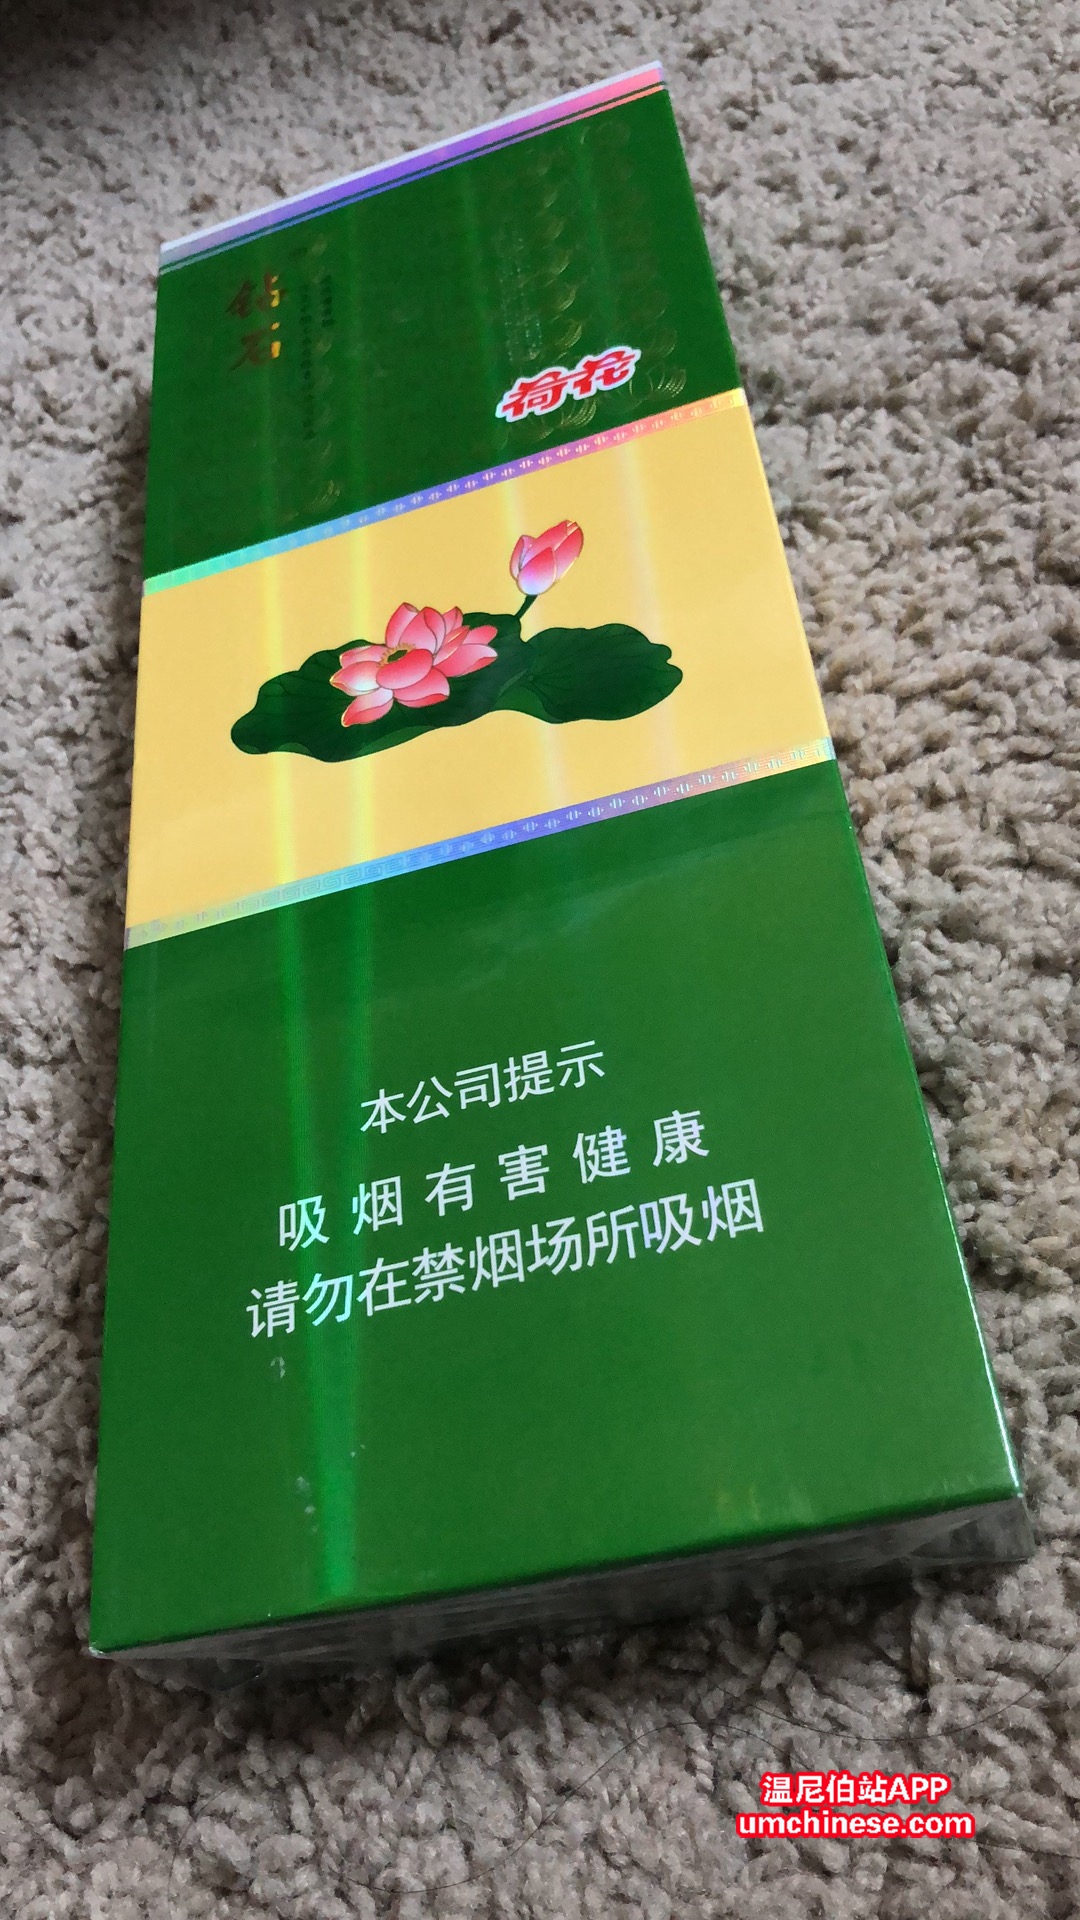 钻石
荷花
本公司提示
吸烟有害健康
请勿在禁烟场所吸烟
温尼伯站APP
umchinese.com